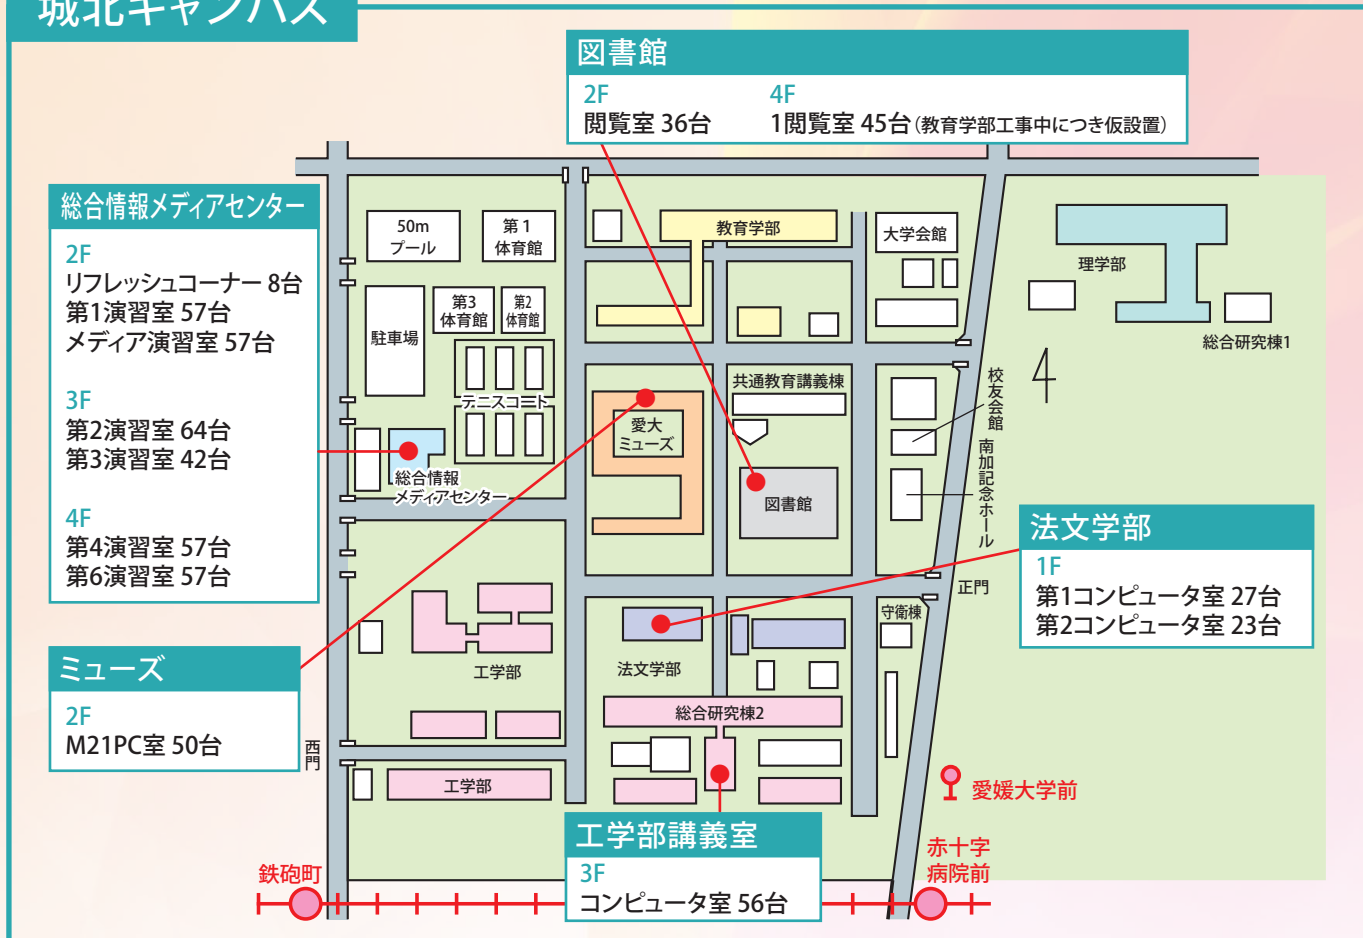 城北キャンパス
図書館
2F
閲覧室 36台
4F
1閲覧室 45台(教育学部工事中につき仮設置)
総合情報メディアセンター
2F
リフレッシュコーナー 8台
第1演習室 57台
メディア演習室 57台
3F
第2演習室 64台
第3演習室 42台
4F
第4演習室 57台
第6演習室 57台
ミューズ
2F
M21PC室 50台
法文学部
1F
第1コンピュータ室 27台
第2コンピュータ室 23台
工学部講義室
3F
コンピュータ室 56台
50m
プール
第1
体育館
教育学部
大学会館
理学部
総合研究棟1
駐車場
第3
体育館
第2
体育館
テニスコート
共通教育講義棟
校友会館
愛大
ミューズ
総合情報
メディアセンター
図書館
南加記念ホール
正門
守衛棟
工学部
法文学部
総合研究棟2
西門
工学部
愛媛大学前
鉄砲町
赤十字
病院前